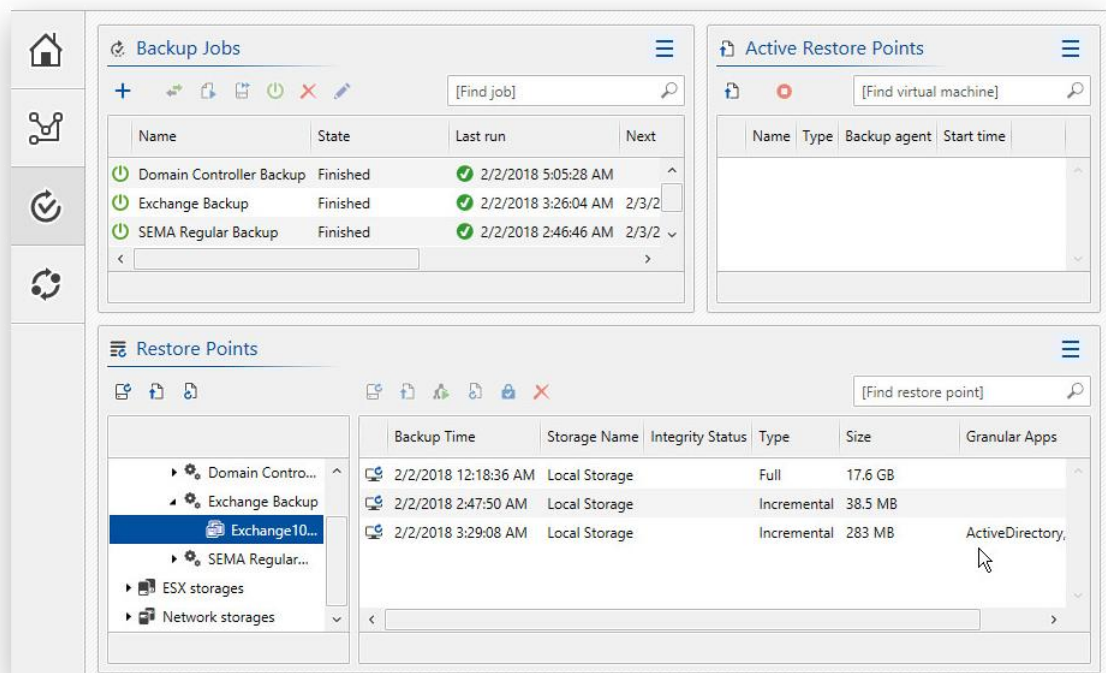 Backup Jobs
[Find job]
Name State Last run Next
Domain Controller Backup Finished 2/2/2018 5:05:28 AM
Exchange Backup Finished 2/2/2018 3:26:04 AM 2/3/2
SEMA Regular Backup Finished 2/2/2018 2:46:46 AM 2/3/2
Active Restore Points
[Find virtual machine]
Name Type Backup agent Start time
Restore Points
[Find restore point]
Domain Contro...
Exchange Backup
Exchange10...
SEMA Regular...
ESX storages
Network storages
Backup Time Storage Name Integrity Status Type Size Granular Apps
2/2/2018 12:18:36 AM Local Storage Full 17.6 GB
2/2/2018 2:47:50 AM Local Storage Incremental 38.5 MB
2/2/2018 3:29:08 AM Local Storage Incremental 283 MB ActiveDirectory,